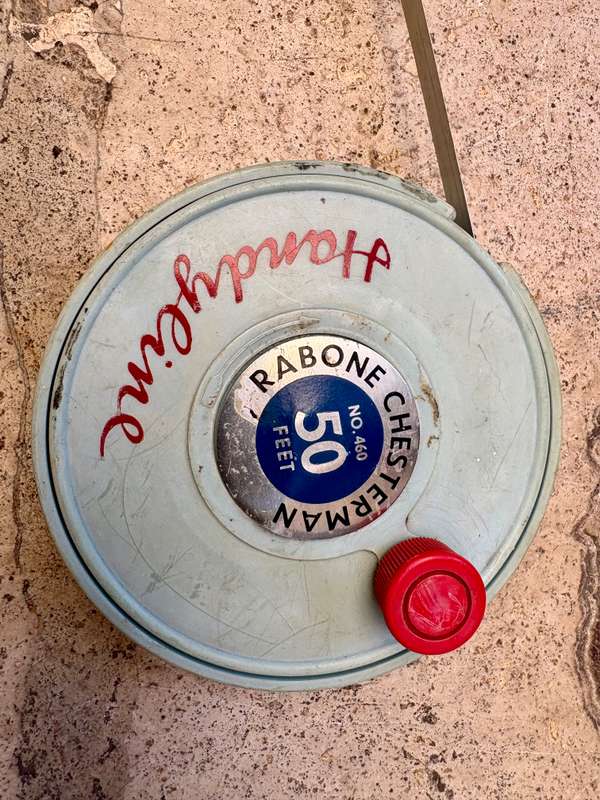 Handyline
RABONE CHESTERMAN
NO. 460
50
FEET